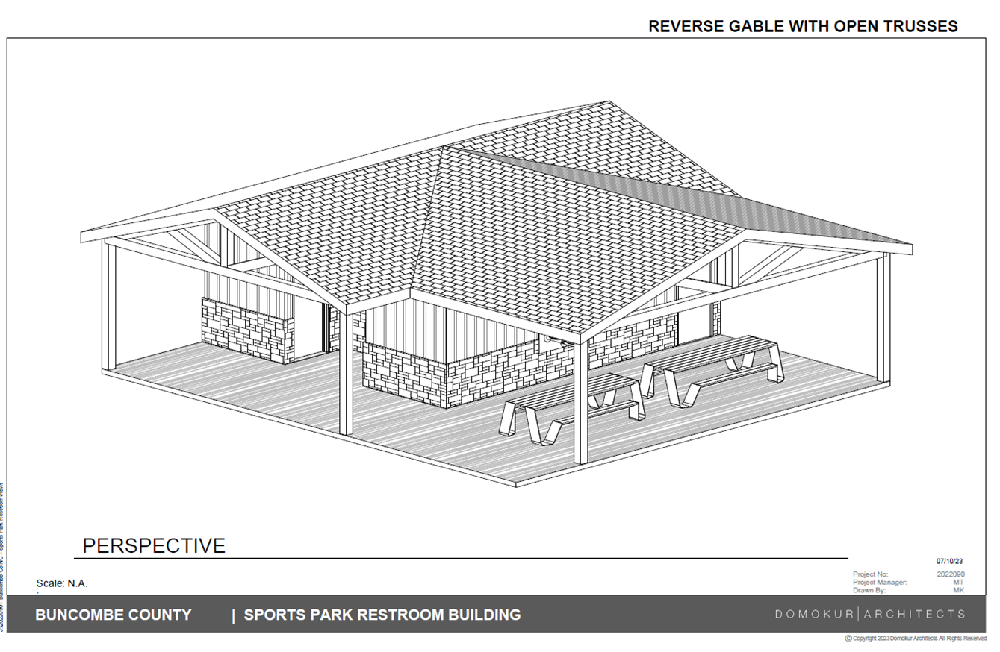 REVERSE GABLE WITH OPEN TRUSSES
PERSPECTIVE
07/10/23
Project No: 2022090
Project Manager: MT
Drawn By: MK
Scale: N.A.
:
BUNCOMBE COUNTY | SPORTS PARK RESTROOM BUILDING
DOMOKUR|ARCHITECTS
© Copyright 2023 Domokur Architects All Rights Reserved